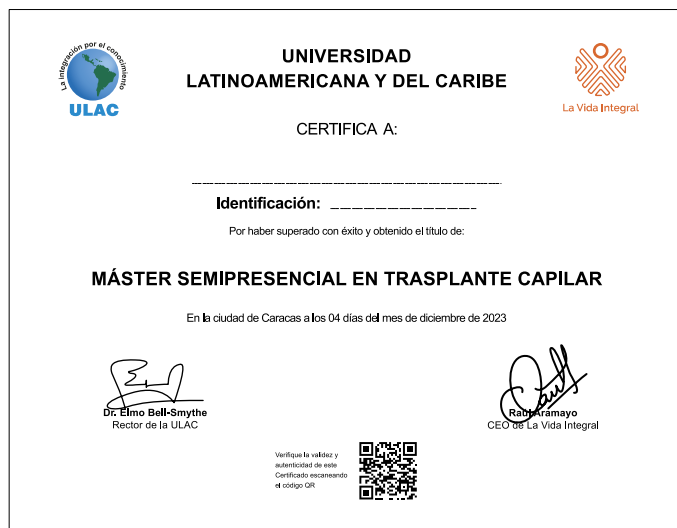 La integración por el conocimiento
ULAC
UNIVERSIDAD
LATINOAMERICANA Y DEL CARIBE
La Vida Integral
CERTIFICA A:
Identificación:
Por haber superado con éxito y obtenido el título de:
MÁSTER SEMIPRESENCIAL EN TRASPLANTE CAPILAR
En la ciudad de Caracas a los 04 días del mes de diciembre de 2023
Dr. Elmo Bell-Smythe
Rector de la ULAC
Raúl Aramayo
CEO de La Vida Integral
Verifique la validez y
autenticidad de este
Certificado escaneando
el código QR